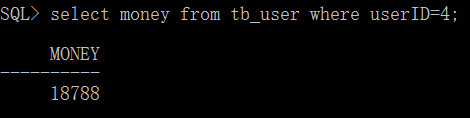 SQL> select money from tb_user where userID=4;
MONEY
----------
18788